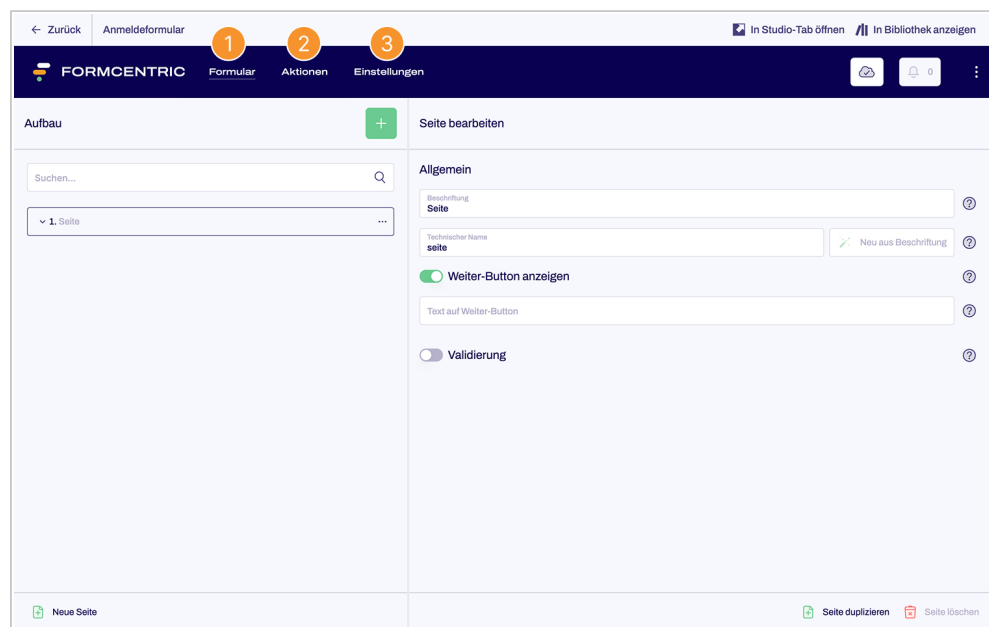 Zurück
Anmeldeformular
In Studio-Tab öffnen
In Bibliothek anzeigen
1
2
3
FORMCENTRIC
Formular
Aktionen
Einstellungen
0
Aufbau
+
Seite bearbeiten
Suchen...
1. Seite
...
Allgemein
Beschriftung
Seite
Technischer Name
seite
Neu aus Beschriftung
Weiter-Button anzeigen
Text auf Weiter-Button
Validierung
Neue Seite
Seite duplizieren
Seite löschen